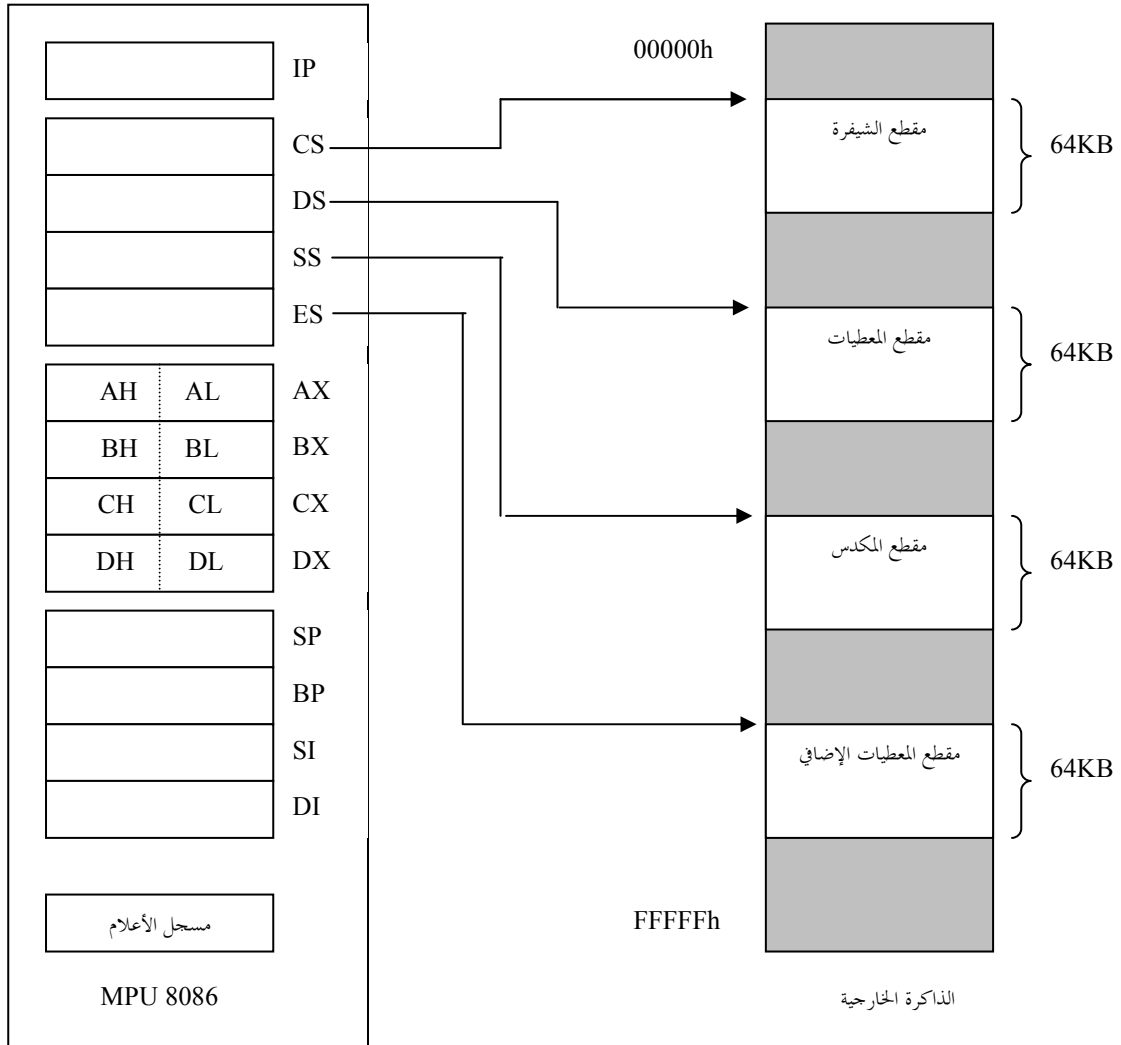 IP
00000h
CS
مقطع الشيفرة
64KB
DS
SS
ES
مقطع المعطيات
64KB
AH AL AX
BH BL BX
CH CL CX
DH DL DX
مقطع المكدس
64KB
SP
BP
SI
DI
مقطع المعطيات الإضافي
64KB
مسجل الأعلام
FFFFFh
MPU 8086
الذاكرة الخارجية